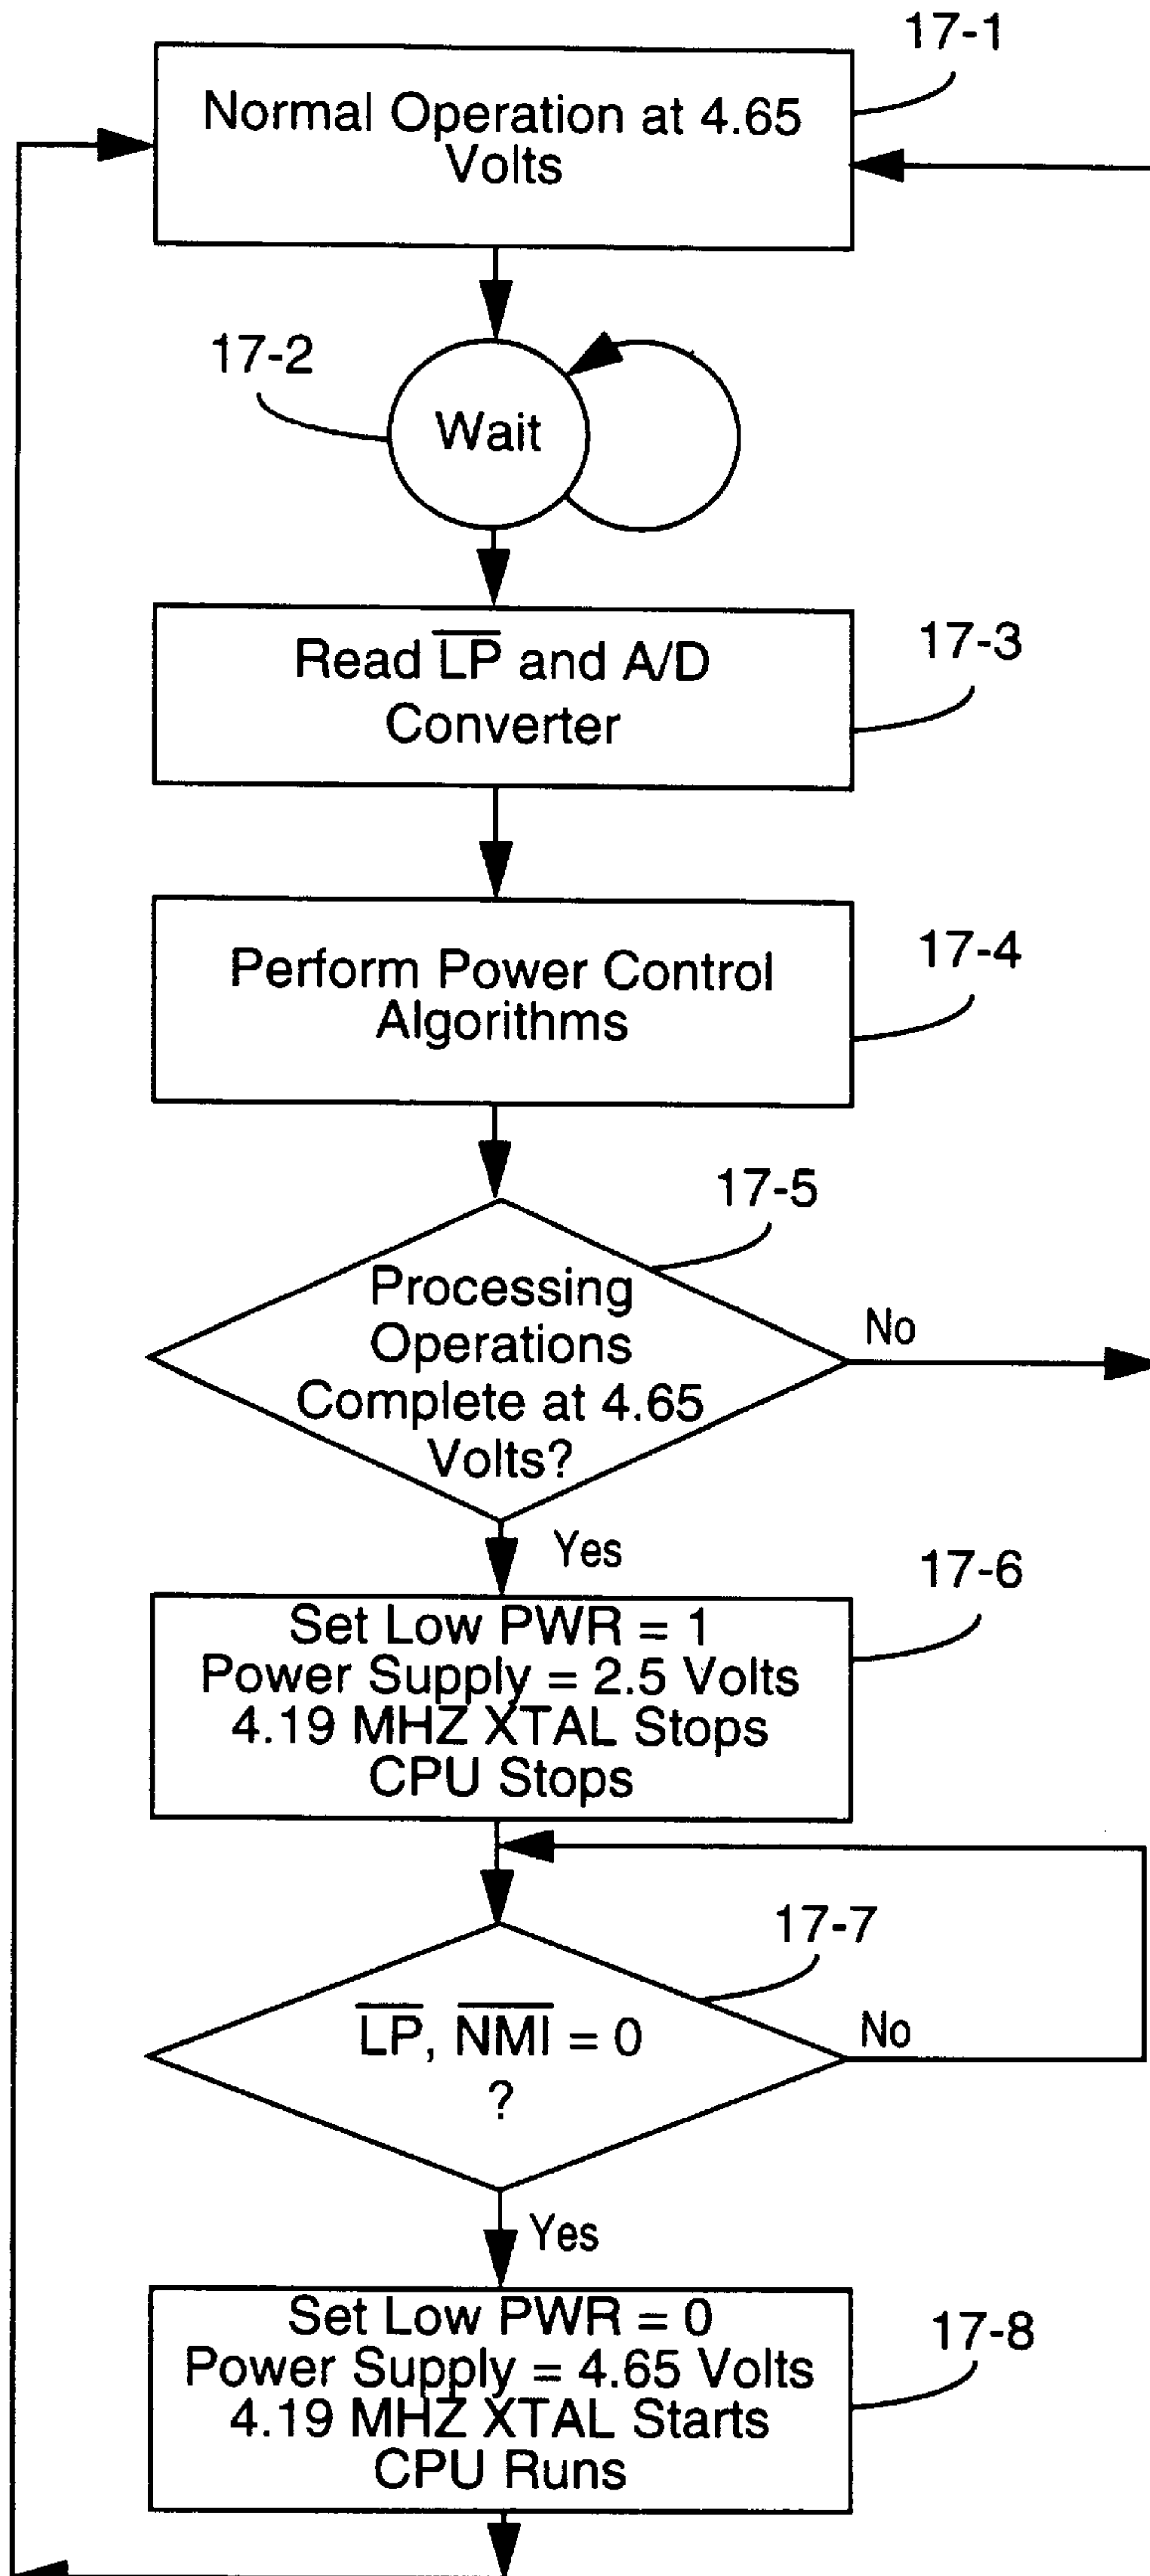 17-1
Normal Operation at 4.65
Volts
17-2
Wait
Read L̅P̅ and A/D
Converter
17-3
Perform Power Control
Algorithms
17-4
17-5
Processing
Operations
Complete at 4.65
Volts?
No
Yes
17-6
Set Low PWR = 1
Power Supply = 2.5 Volts
4.19 MHZ XTAL Stops
CPU Stops
17-7
L̅P̅, N̅M̅I̅ = 0
?
No
Yes
Set Low PWR = 0
Power Supply = 4.65 Volts
4.19 MHZ XTAL Starts
CPU Runs
17-8